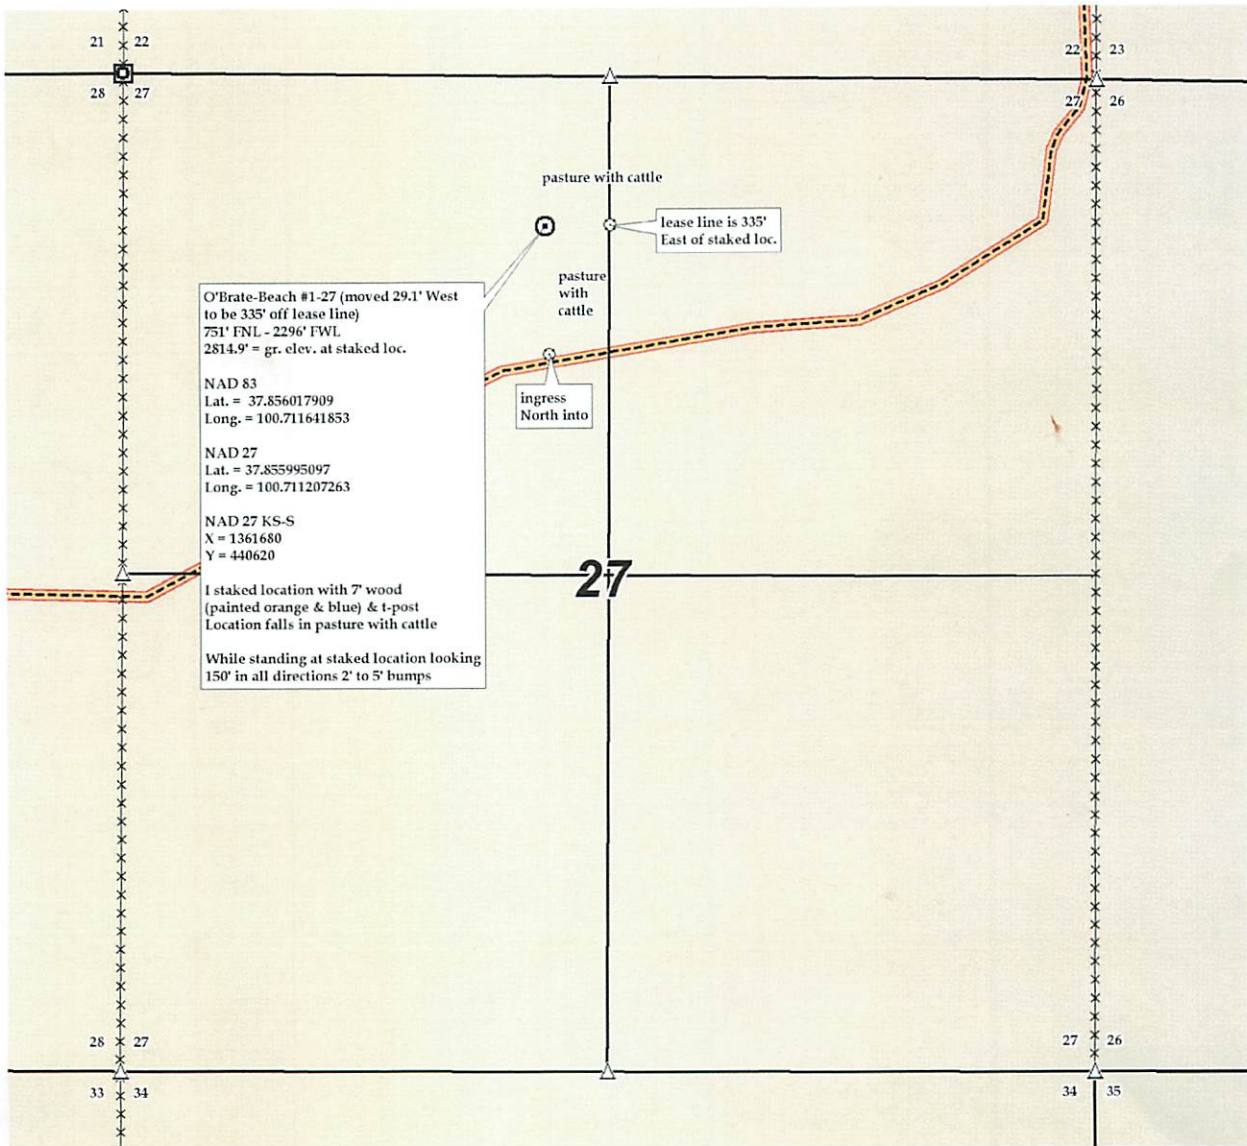 21 22
22 23
28 27
27 26
pasture with cattle
lease line is 335'
East of staked loc.
pasture
with
cattle
O'Brate-Beach #1-27 (moved 29.1' West
to be 335' off lease line)
751' FNL - 2296' FWL
2814.9' = gr. elev. at staked loc.
NAD 83
Lat. = 37.856017909
Long. = 100.711641853
NAD 27
Lat. = 37.855995097
Long. = 100.711207263
NAD 27 KS-S
X = 1361680
Y = 440620
I staked location with 7' wood
(painted orange & blue) & t-post
Location falls in pasture with cattle
While standing at staked location looking
150' in all directions 2' to 5' bumps
ingress
North into
27
28 27
27 26
33 34
34 35